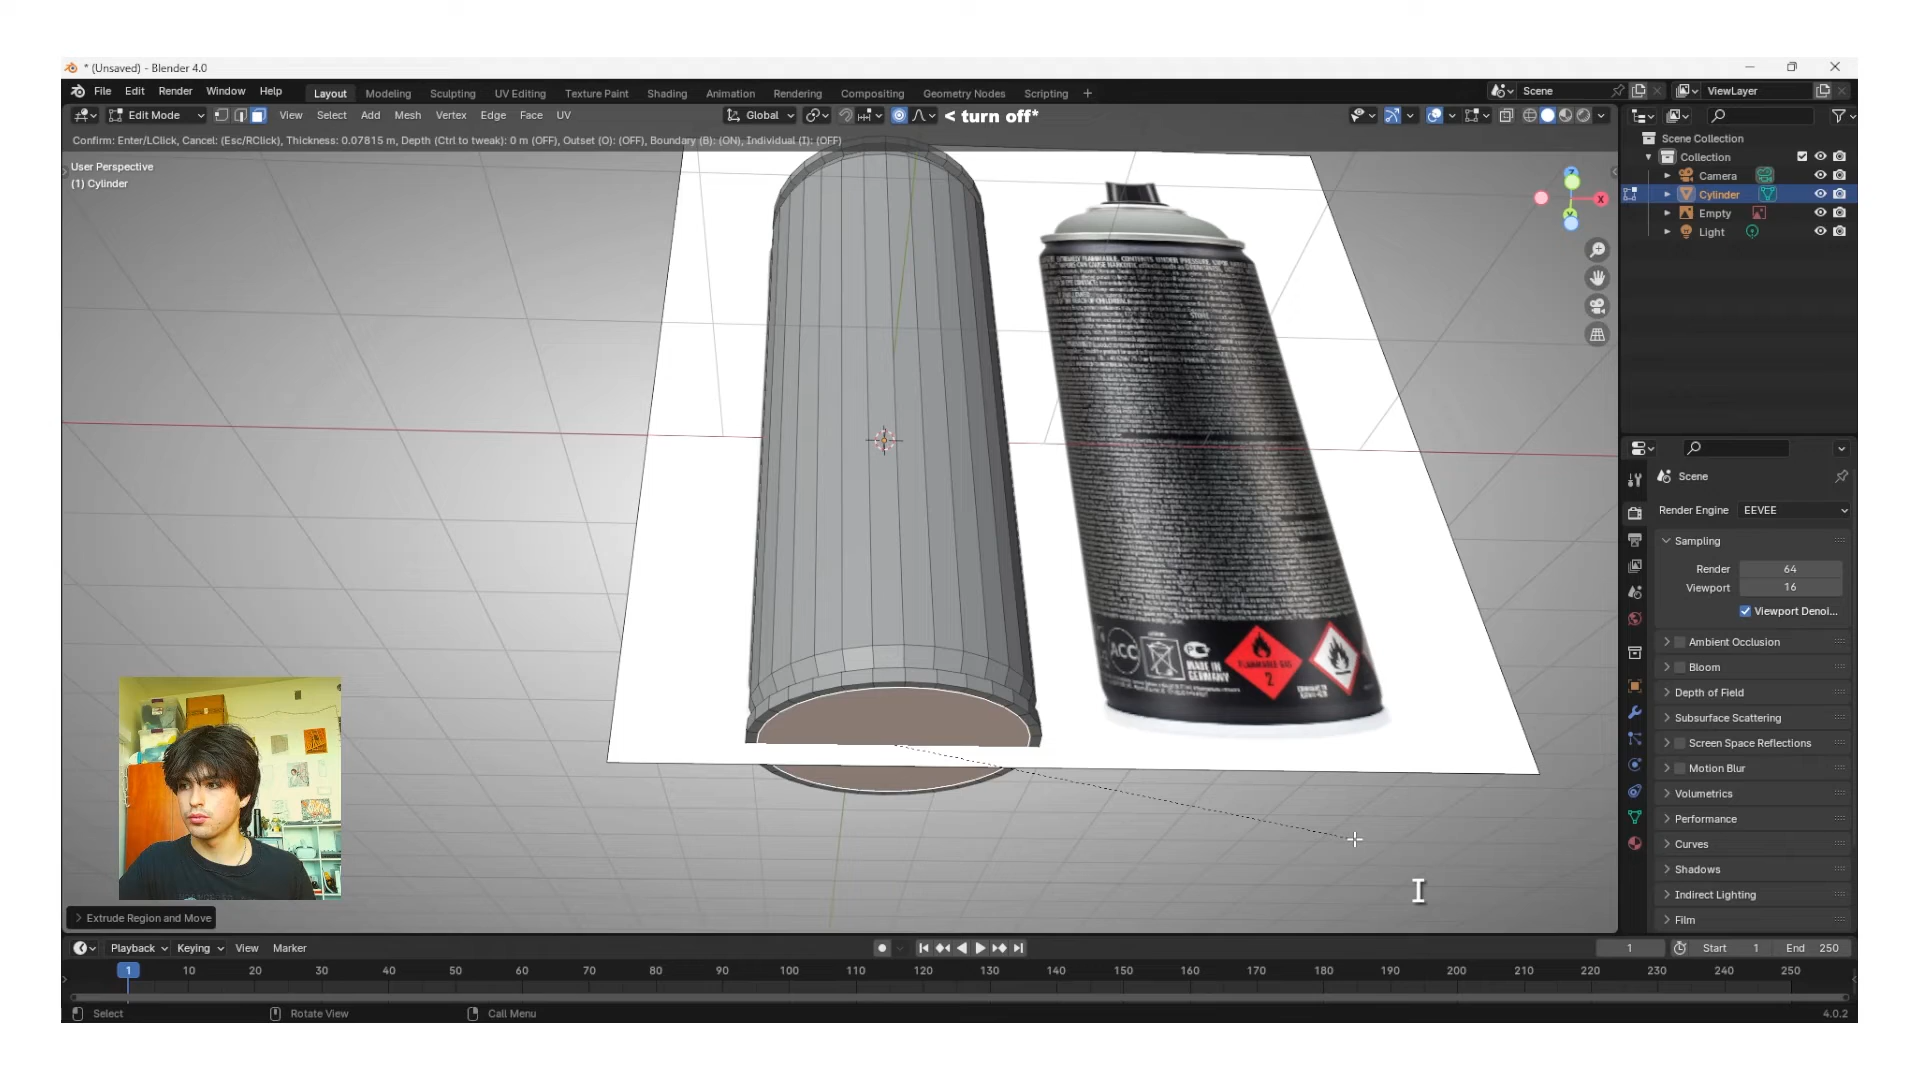 * (Unsaved) - Blender 4.0
File Edit Render Window Help
Layout Modeling Sculpting UV Editing Texture Paint Shading Animation Rendering Compositing Geometry Nodes Scripting +
Scene
ViewLayer
Edit Mode View Select Add Mesh Vertex Edge Face UV
Global
< turn off*
Confirm: Enter/LClick, Cancel: (Esc/RClick), Thickness: 0.07815 m, Depth (Ctrl to tweak): 0 m (OFF), Outset (O): (OFF), Boundary (B): (ON), Individual (I): (OFF)
User Perspective
(1) Cylinder
X
Scene Collection
Collection
Camera
Cylinder
Empty
Light
Scene
Render Engine EEVEE
Sampling
Render 64
Viewport 16
Viewport Denoi...
Ambient Occlusion
Bloom
Depth of Field
Subsurface Scattering
Screen Space Reflections
Motion Blur
Volumetrics
Performance
Curves
Shadows
Indirect Lighting
Film
ACC
MADE IN
GERMANY
FLAMMABLE GAS
2
I
Extrude Region and Move
Playback Keying View Marker
1
Start 1
End 250
1 10 20 30 40 50 60 70 80 90 100 110 120 130 140 150 160 170 180 190 200 210 220 230 240 250
Select
Rotate View
Call Menu
4.0.2